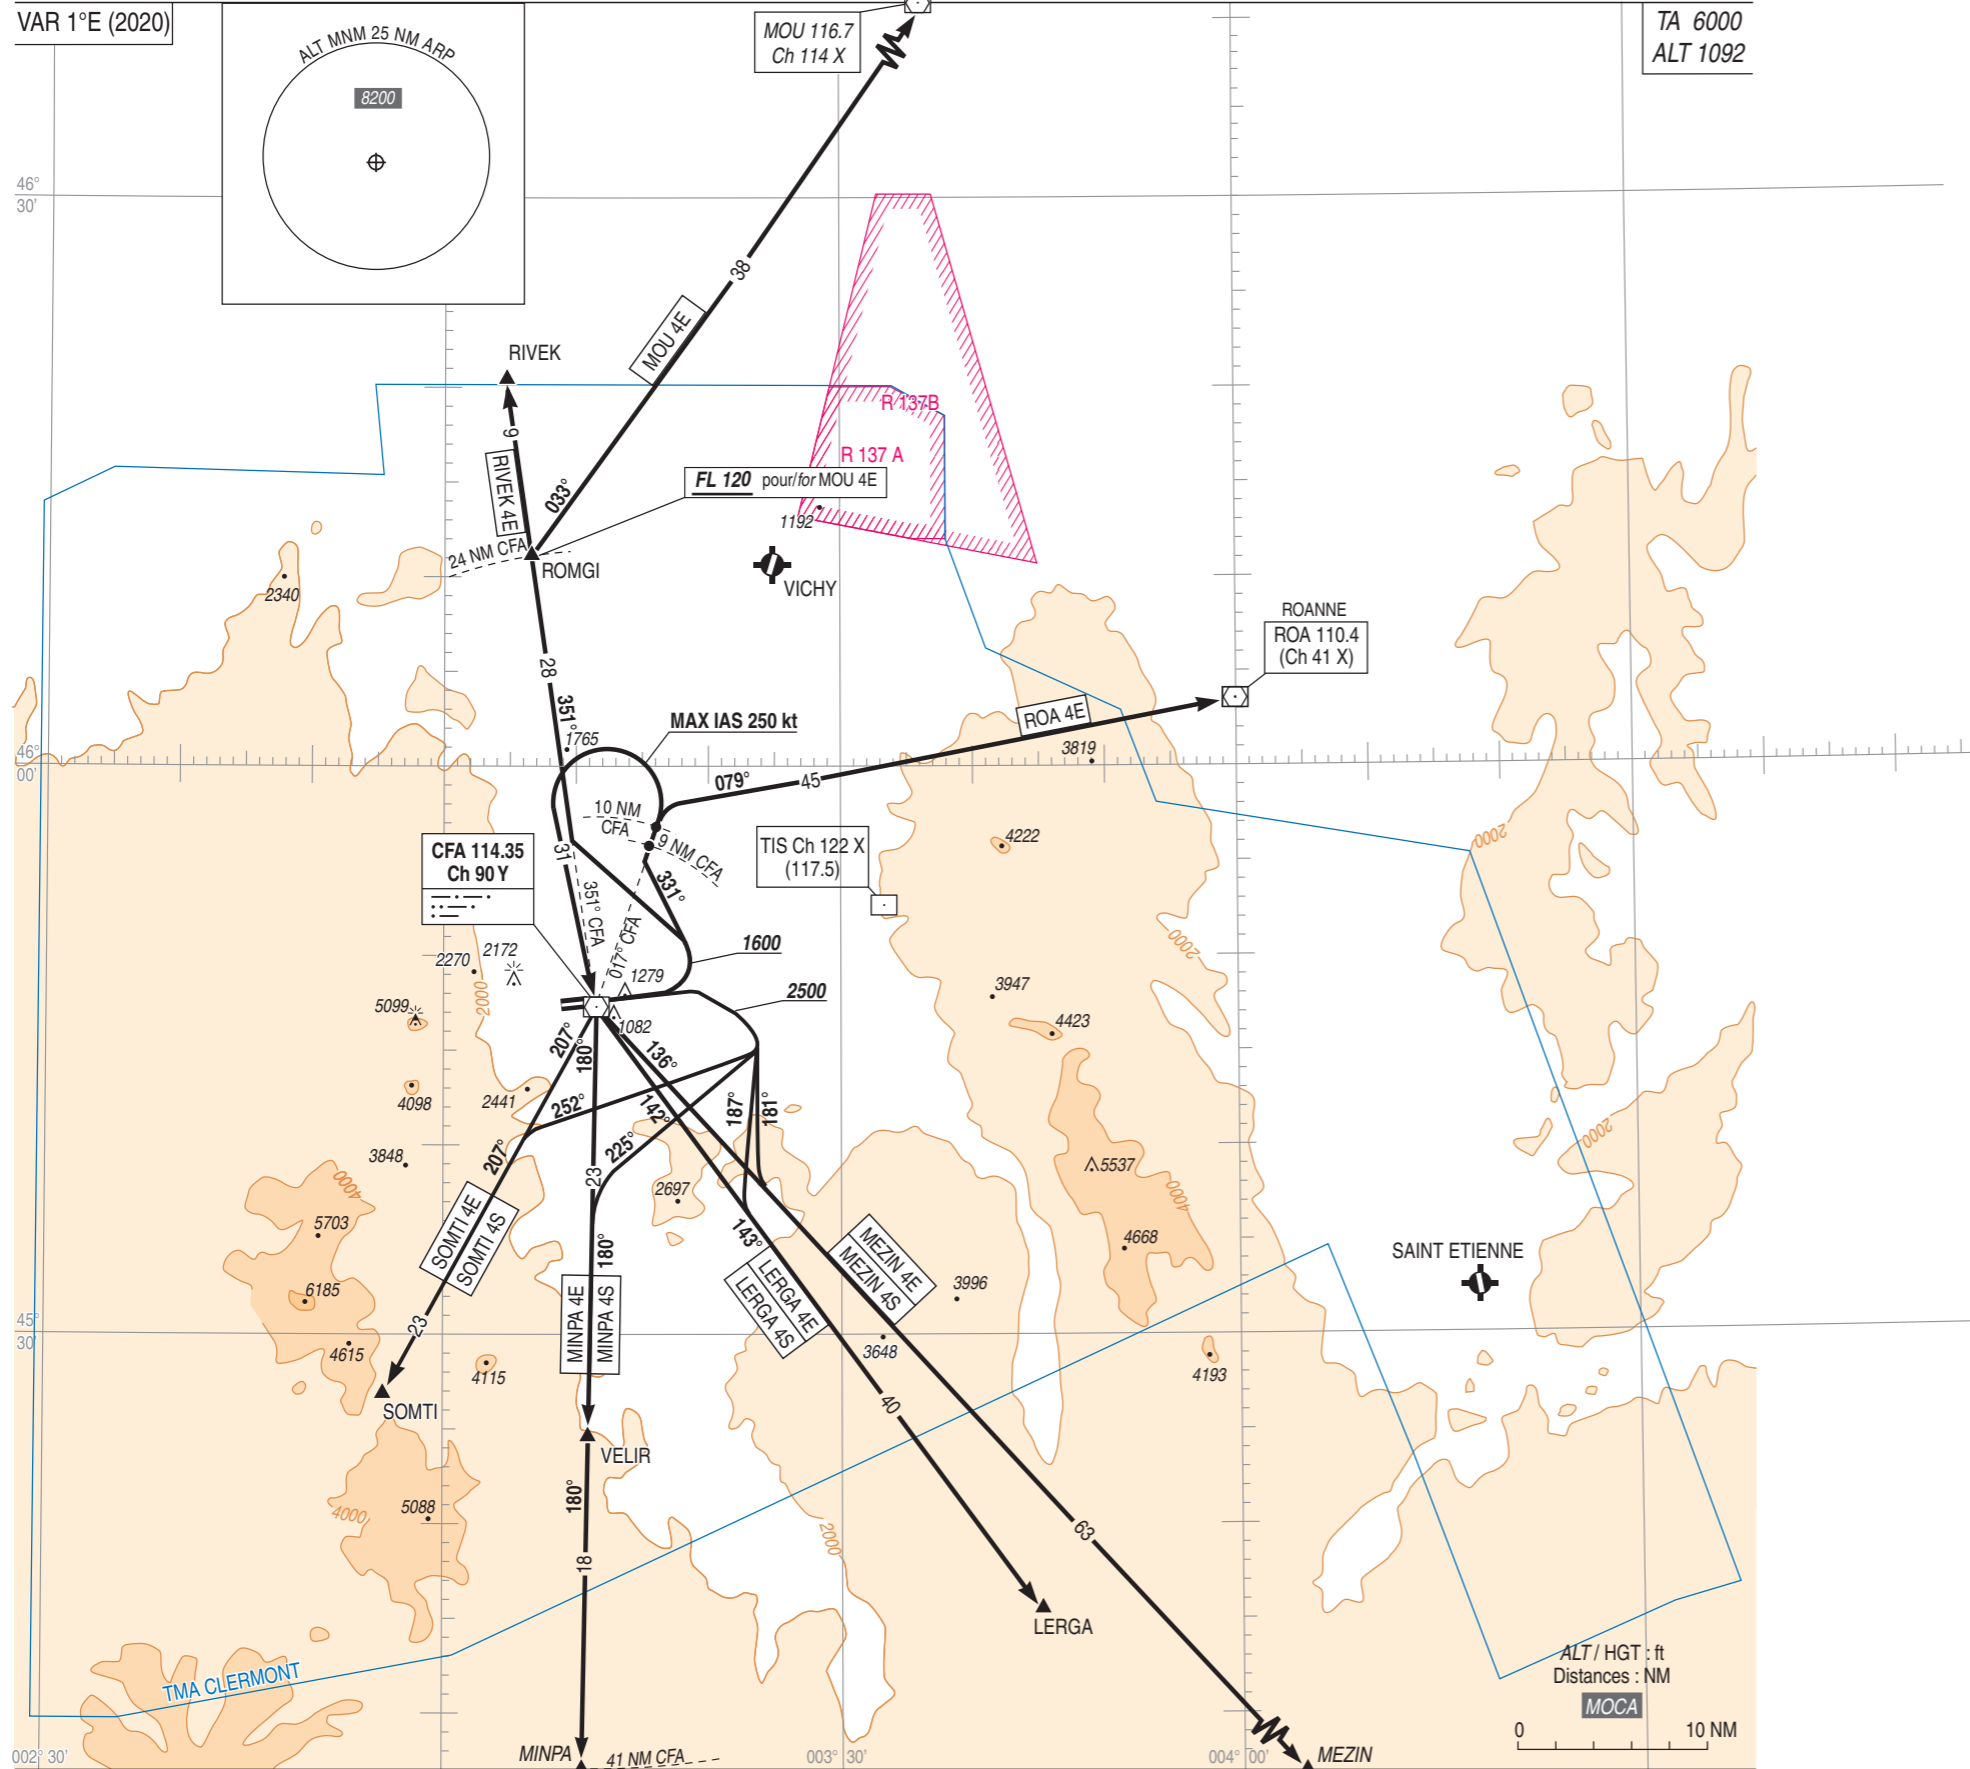 VAR 1°E (2020)
ALT MNM 25 NM ARP
8200
MOU 116.7
Ch 114 X
TA 6000
ALT 1092
46°
30'
38
MOU 4E
RIVEK
9
RIVEK 4E
033°
R 137B
R 137 A
FL 120 pour/for MOU 4E
1192
24 NM CFA
ROMGI
VICHY
2340
ROANNE
ROA 110.4
(Ch 41 X)
28
351°
1765
MAX IAS 250 kt
ROA 4E
3819
46°
00'
079°
45
10 NM
CFA
9 NM CFA
31
331°
351° CFA
017° CFA
CFA 114.35
Ch 90 Y
TIS Ch 122 X
(117.5)
4222
2000
1600
2172
2270
1279
2500
2000
2000
3947
5099
1082
4423
207°
180°
136°
4098
2441
252°
142°
187°
181°
225°
2000
3848
207°
23
4000
2697
5537
4000
5703
SOMTI 4E
SOMTI 4S
180°
143°
MEZIN 4E
MEZIN 4S
4668
SAINT ETIENNE
6185
MINPA 4E
MINPA 4S
LERGA 4E
LERGA 4S
3996
45°
30'
23
4615
4115
3648
4193
SOMTI
40
VELIR
180°
5088
4000
2000
63
18
LERGA
TMA CLERMONT
ALT / HGT : ft
Distances : NM
MOCA
0
10 NM
002° 30'
MINPA
41 NM CFA
003° 30'
004° 00'
MEZIN